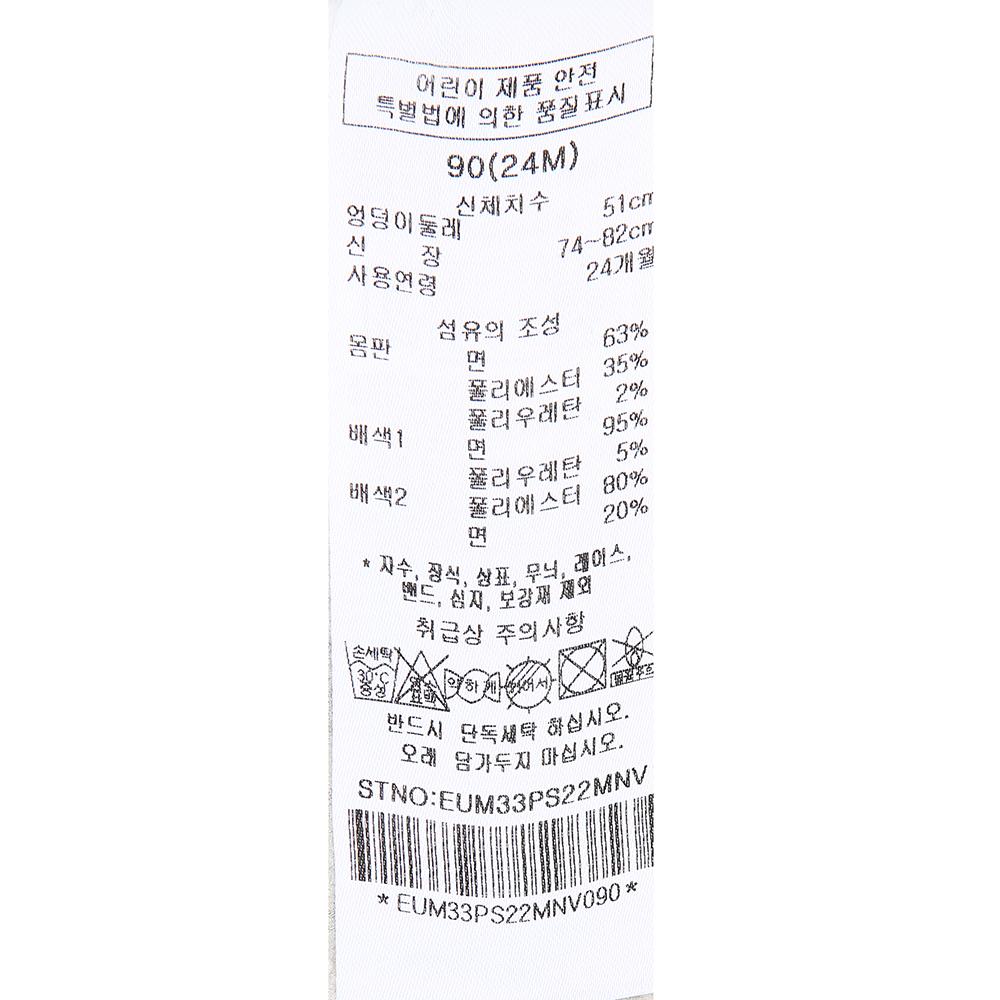 어린이 제품 안전
특별법에 의한 품질표시
90(24M)
신체치수
엉덩이둘레 51cm
신 장 74~82cm
사용연령 24개월
섬유의 조성
몸판 면 63%
폴리에스터 35%
폴리우레탄 2%
배색1 면 95%
폴리우레탄 5%
배색2 폴리에스터 80%
면 20%
* 자수, 장식, 상표, 무늬, 레이스,
밴드, 심지, 보강재 제외
취급상 주의사항
손세탁
30℃
중성
염소
표백
약하게
반드시 단독세탁 하십시오.
오래 담가두지 마십시오.
STNO:EUM33PS22MNV
* EUM33PS22MNV090 *